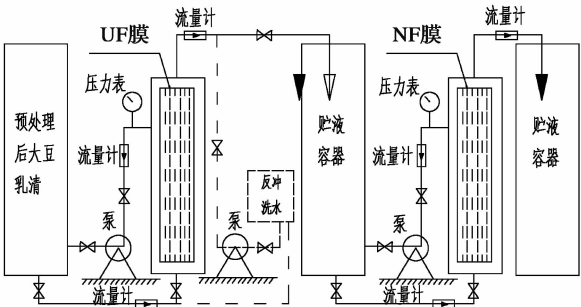 流量计
流量计
UF膜
NF膜
压力表
压力表
预处理
后大豆
乳清
流量计
贮液
容器
流量计
贮液
容器
反冲
洗水
泵
泵
泵
流量计
流量计